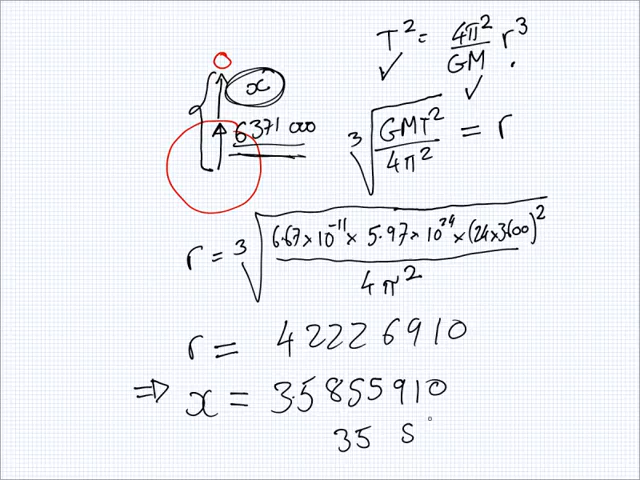 T² = 4π²/GM r³
x
6371 000
∛(GMT²/4π²) = r
r = ∛(6.67 × 10⁻¹¹ × 5.97 × 10²⁴ × (24×3600)²/4π²)
r = 42226910
⇒ x = 35855910
35 8